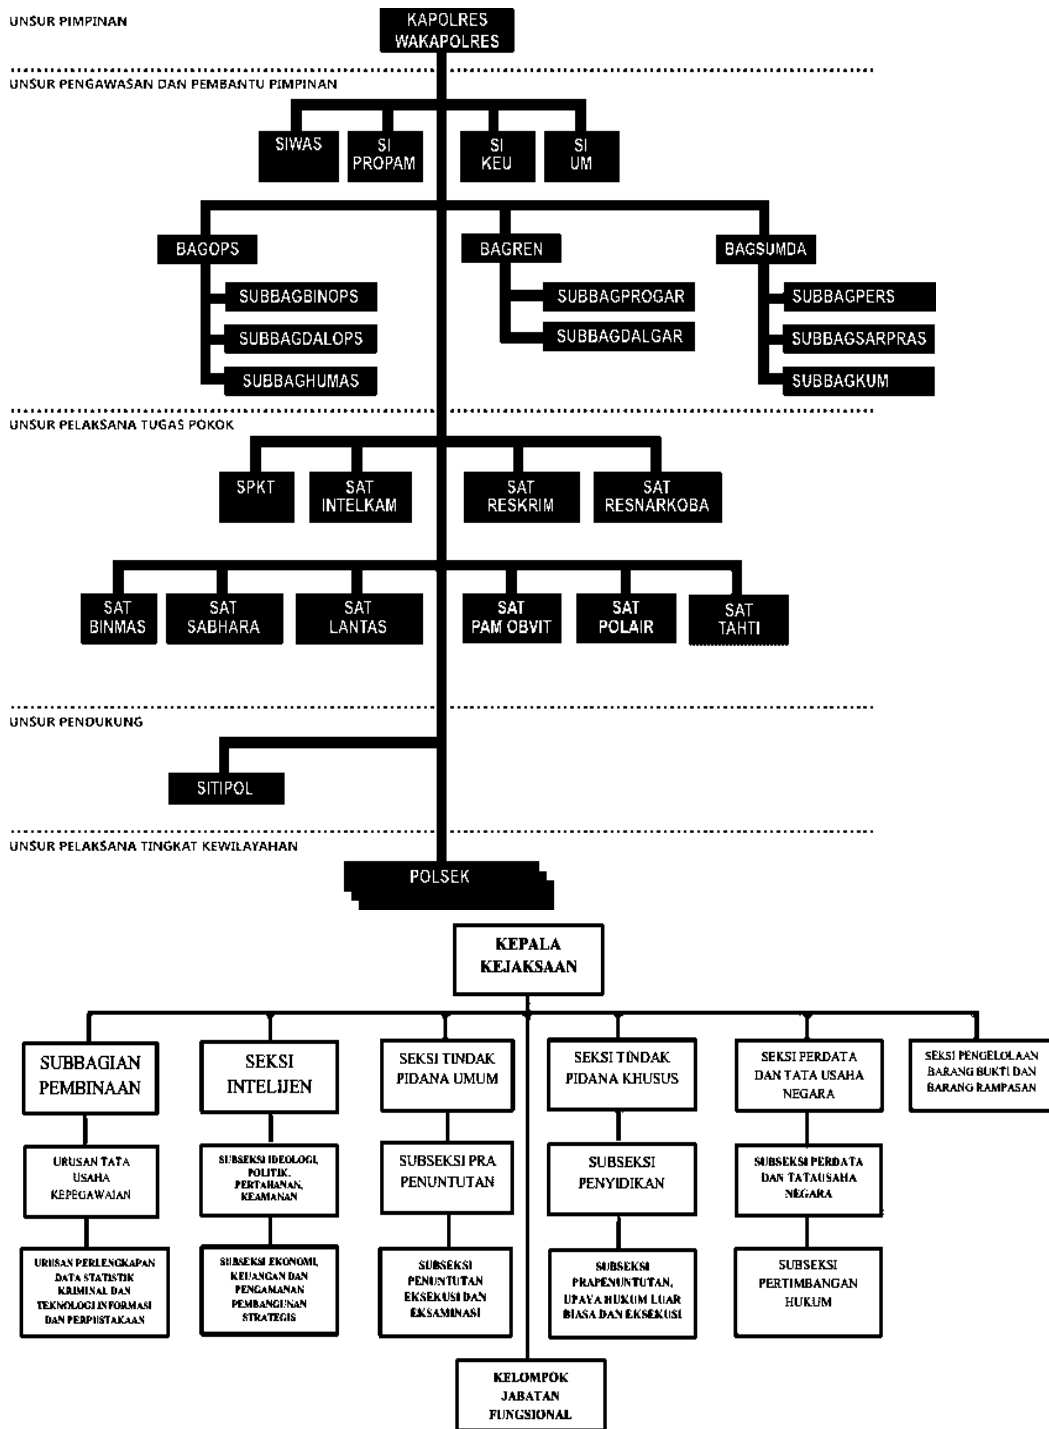 UNSUR PIMPINAN
KAPOLRES
WAKAPOLRES
UNSUR PENGAWASAN DAN PEMBANTU PIMPINAN
SIWAS
SI
PROPAM
SI
KEU
SI
UM
BAGOPS
BAGREN
BAGSUMDA
SUBBAGBINOPS
SUBBAGDALOPS
SUBBAGHUMAS
SUBBAGPROGAR
SUBBAGDALGAR
SUBBAGPERS
SUBBAGSARPRAS
SUBBAGKUM
UNSUR PELAKSANA TUGAS POKOK
SPKT
SAT
INTELKAM
SAT
RESKRIM
SAT
RESNARKOBA
SAT
BINMAS
SAT
SABHARA
SAT
LANTAS
SAT
PAM OBVIT
SAT
POLAIR
SAT
TAHTI
UNSUR PENDUKUNG
SITIPOL
UNSUR PELAKSANA TINGKAT KEWILAYAHAN
POLSEK
KEPALA
KEJAKSAAN
SUBBAGIAN
PEMBINAAN
SEKSI
INTELIJEN
SEKSI TINDAK
PIDANA UMUM
SEKSI TINDAK
PIDANA KHUSUS
SEKSI PERDATA
DAN TATA USAHA
NEGARA
SEKSI PENGELOLAAN
BARANG BUKTI DAN
BARANG RAMPASAN
URUSAN TATA
USAHA
KEPEGAWAIAN
SUBSEKSI IDEOLOGI,
POLITIK,
PERTAHANAN,
KEAMANAN
SUBSEKSI PRA
PENUNTUTAN
SUBSEKSI
PENYIDIKAN
SUBSEKSI PERDATA
DAN TATAUSAHA
NEGARA
URUSAN PERLENGKAPAN
DATA STATISTIK
KRIMINAL DAN
TEKNOLOGI INFORMASI
DAN PERPUSTAKAAN
SUBSEKSI EKONOMI,
KEUANGAN DAN
PENGAMANAN
PEMBANGUNAN
STRATEGIS
SUBSEKSI
PENUNTUTAN
EKSEKUSI DAN
EKSAMINASI
SUBSEKSI
PRAPENUNTUTAN,
UPAYA HUKUM LUAR
BIASA DAN EKSEKUSI
SUBSEKSI
PERTIMBANGAN
HUKUM
KELOMPOK
JABATAN
FUNGSIONAL